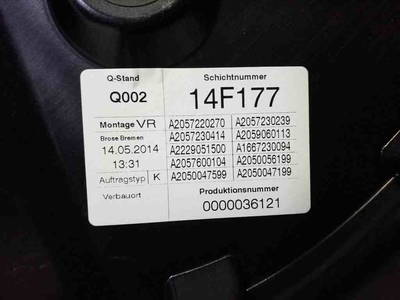 Q-Stand Schichtnummer
Q002 14F177
Montage VR A2057220270 A2057230239
Brose Bremen A2057230414 A2059060113
14.05.2014 A2229051500 A1667230094
13:31 A2057600104 A2050056199
Auftragstyp K A2050047599 A2050047199
Verbauort Produktionsnummer
0000036121